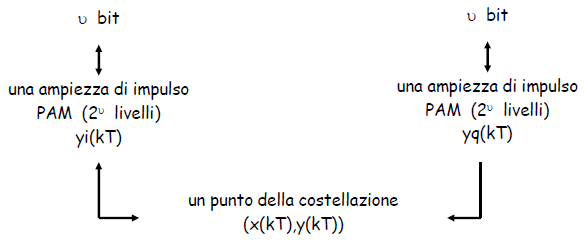 υ bit
una ampiezza di impulso
PAM (2υ livelli)
yi(kT)
υ bit
una ampiezza di impulso
PAM (2υ livelli)
yq(kT)
un punto della costellazione
(x(kT),y(kT))